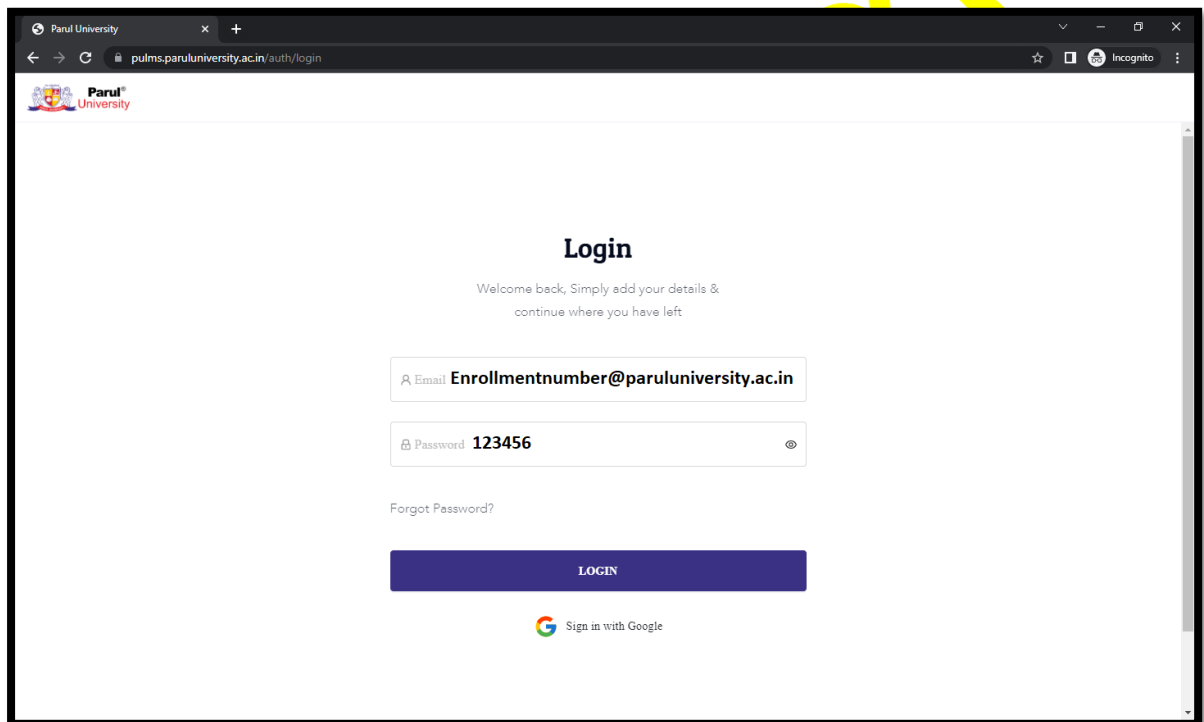 Parul University
pulms.paruluniversity.ac.in/auth/login
Incognito
Parul®
University
Login
Welcome back, Simply add your details &
continue where you have left
Email Enrollmentnumber@paruluniversity.ac.in
Password 123456
Forgot Password?
LOGIN
Sign in with Google